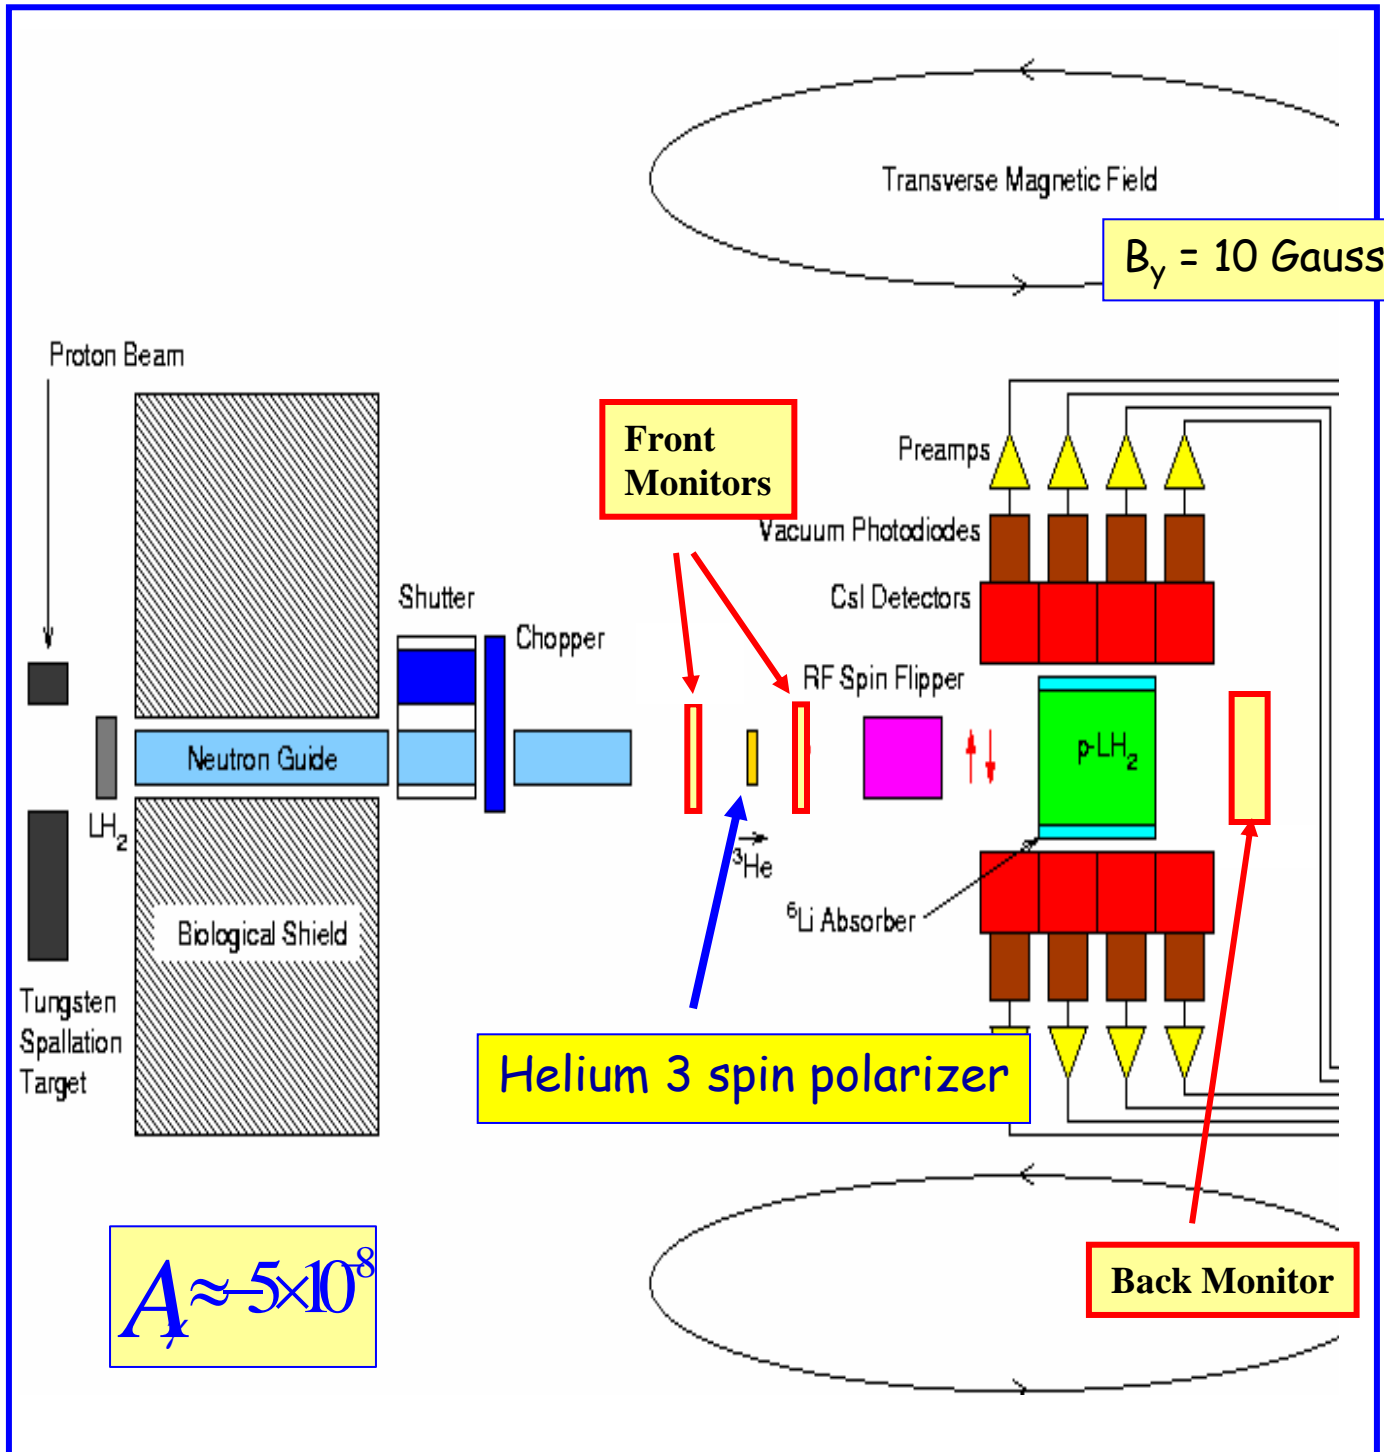 Transverse Magnetic Field
B_y = 10 Gauss
Proton Beam
Front
Monitors
Preamps
Vacuum Photodiodes
CsI Detectors
Shutter
Chopper
RF Spin Flipper
Neutron Guide
p-LH₂
LH₂
³He
⁶Li Absorber
Biological Shield
Tungsten
Spallation
Target
Helium 3 spin polarizer
A_γ≈−5×10⁻⁸
Back Monitor